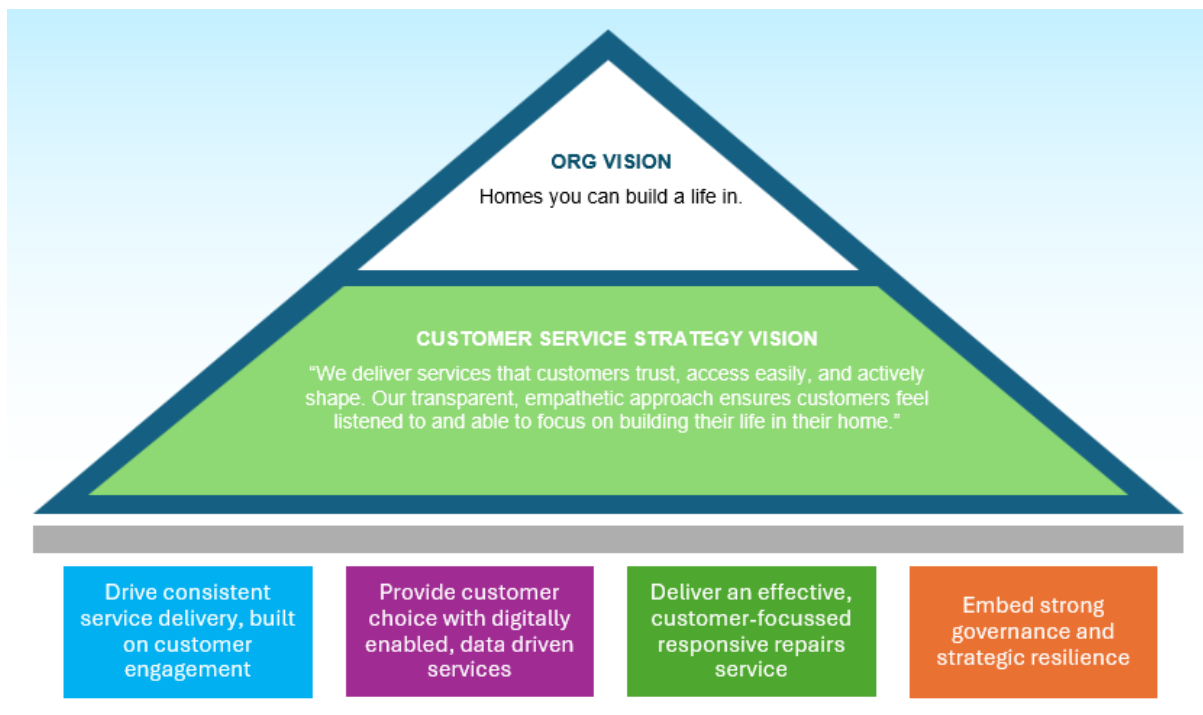 ORG VISION
Homes you can build a life in.
CUSTOMER SERVICE STRATEGY VISION
“We deliver services that customers trust, access easily, and actively
shape. Our transparent, empathetic approach ensures customers feel
listened to and able to focus on building their life in their home.”
Drive consistent
service delivery, built
on customer
engagement
Provide customer
choice with digitally
enabled, data driven
services
Deliver an effective,
customer-focussed
responsive repairs
service
Embed strong
governance and
strategic resilience